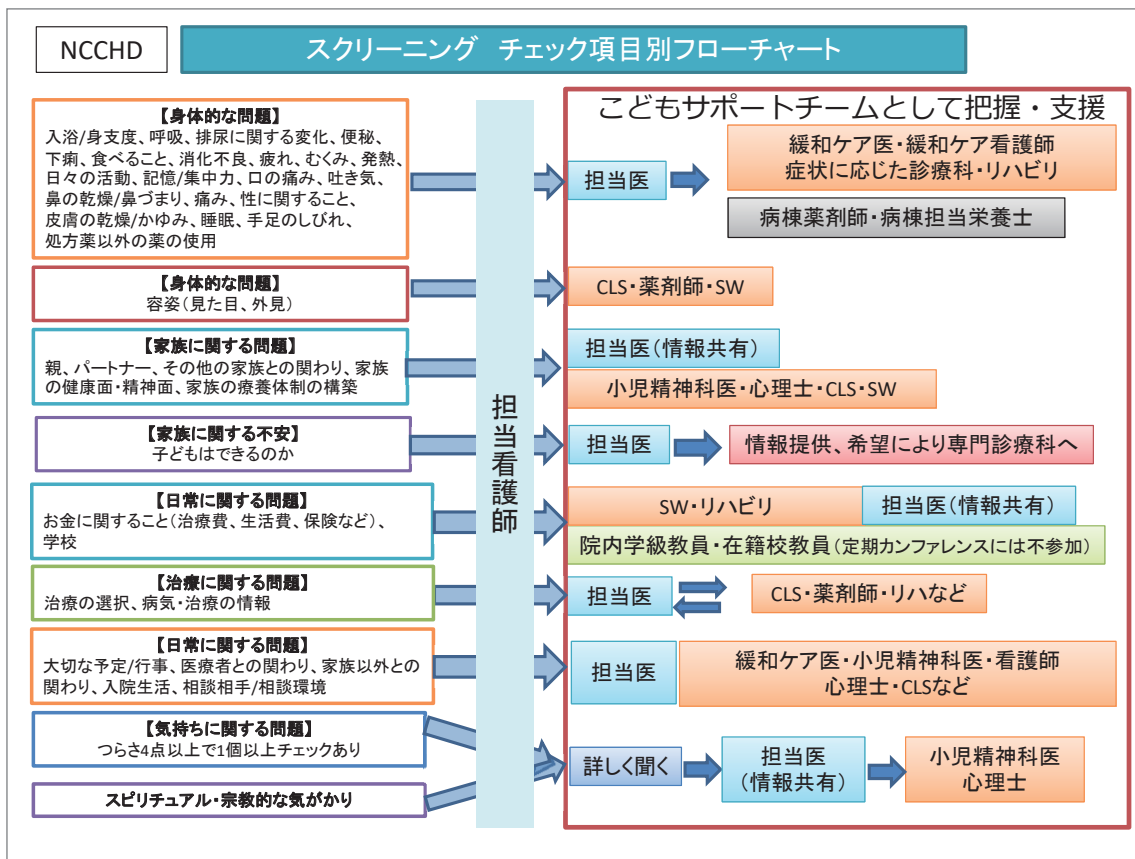 NCCHD
スクリーニング チェック項目別フローチャート
こどもサポートチームとして把握・支援
担当看護師
【身体的な問題】
入浴/身支度、呼吸、排尿に関する変化、便秘、
下痢、食べること、消化不良、疲れ、むくみ、発熱、
日々の活動、記憶/集中力、口の痛み、吐き気、
鼻の乾燥/鼻づまり、痛み、性に関すること、
皮膚の乾燥/かゆみ、睡眠、手足のしびれ、
処方薬以外の薬の使用
担当医
緩和ケア医・緩和ケア看護師
症状に応じた診療科・リハビリ
病棟薬剤師・病棟担当栄養士
【身体的な問題】
容姿(見た目、外見)
CLS・薬剤師・SW
【家族に関する問題】
親、パートナー、その他の家族との関わり、家族
の健康面・精神面、家族の療養体制の構築
担当医(情報共有)
小児精神科医・心理士・CLS・SW
【家族に関する不安】
子どもはできるのか
担当医
情報提供、希望により専門診療科へ
【日常に関する問題】
お金に関すること(治療費、生活費、保険など)、
学校
SW・リハビリ
担当医(情報共有)
院内学級教員・在籍校教員(定期カンファレンスには不参加)
【治療に関する問題】
治療の選択、病気・治療の情報
担当医
CLS・薬剤師・リハなど
【日常に関する問題】
大切な予定/行事、医療者との関わり、家族以外との
関わり、入院生活、相談相手/相談環境
担当医
緩和ケア医・小児精神科医・看護師
心理士・CLSなど
【気持ちに関する問題】
つらさ4点以上で1個以上チェックあり
スピリチュアル・宗教的な気がかり
詳しく聞く
担当医
(情報共有)
小児精神科医
心理士